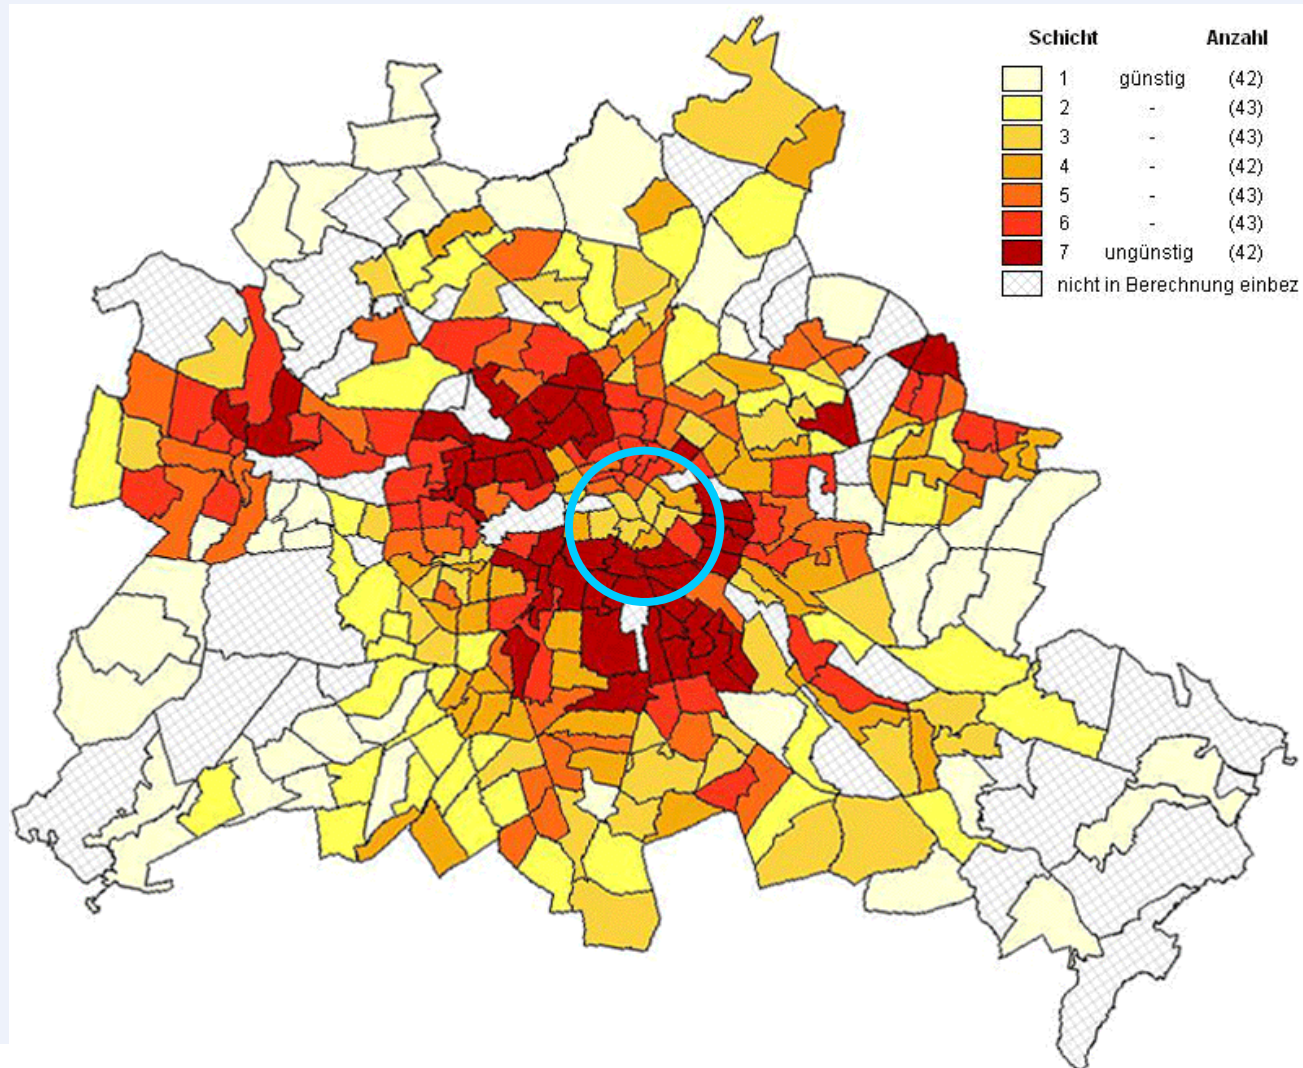 Schicht Anzahl
1 günstig (42)
2 - (43)
3 - (43)
4 - (42)
5 - (43)
6 - (43)
7 ungünstig (42)
nicht in Berechnung einbez